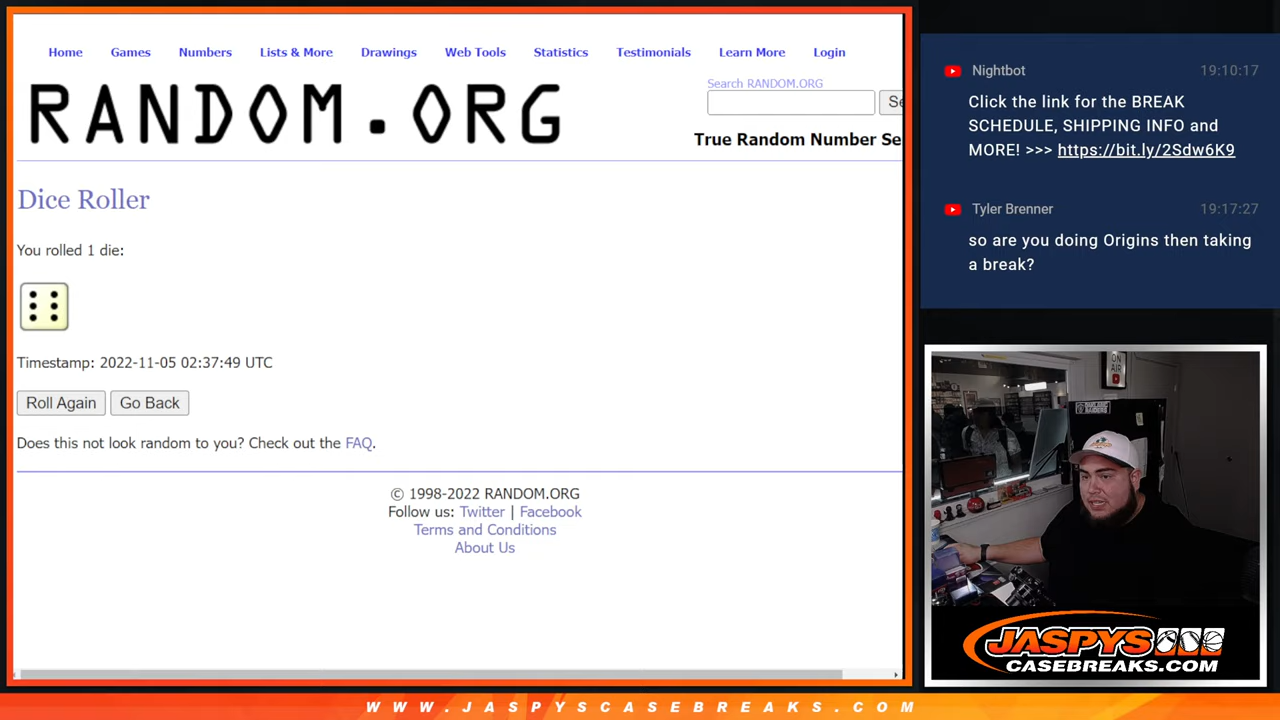 Home Games Numbers Lists & More Drawings Web Tools Statistics Testimonials Learn More Login
RANDOM.ORG
Search RANDOM.ORG
Se
True Random Number Se
Dice Roller
You rolled 1 die:
Timestamp: 2022-11-05 02:37:49 UTC
Roll Again Go Back
Does this not look random to you? Check out the FAQ.
© 1998-2022 RANDOM.ORG
Follow us: Twitter | Facebook
Terms and Conditions
About Us
Nightbot 19:10:17
Click the link for the BREAK
SCHEDULE, SHIPPING INFO and
MORE! >>> https://bit.ly/2Sdw6K9
Tyler Brenner 19:17:27
so are you doing Origins then taking
a break?
ON
AIR
JASPYS
CASEBREAKS.COM
WWW.JASPYSCASEBREAKS.COM